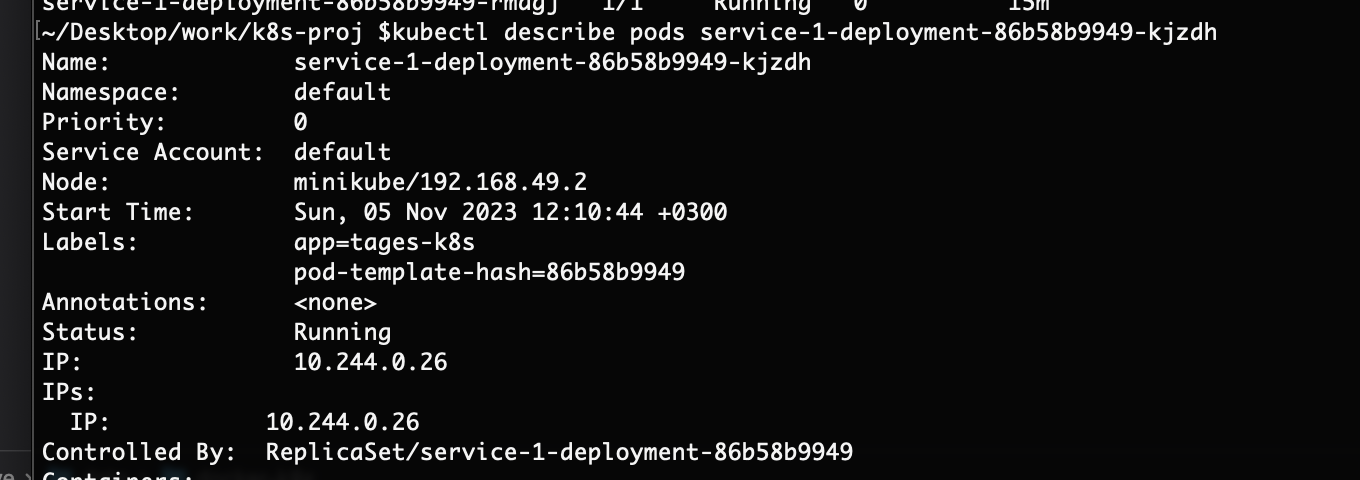 service-1-deployment-86b58b9949-rmdgj   1/1     Running   0          15m
[~/Desktop/work/k8s-proj $kubectl describe pods service-1-deployment-86b58b9949-kjzdh
Name:             service-1-deployment-86b58b9949-kjzdh
Namespace:        default
Priority:         0
Service Account:  default
Node:             minikube/192.168.49.2
Start Time:       Sun, 05 Nov 2023 12:10:44 +0300
Labels:           app=tages-k8s
                  pod-template-hash=86b58b9949
Annotations:      <none>
Status:           Running
IP:               10.244.0.26
IPs:
  IP:           10.244.0.26
Controlled By:  ReplicaSet/service-1-deployment-86b58b9949
Containers: